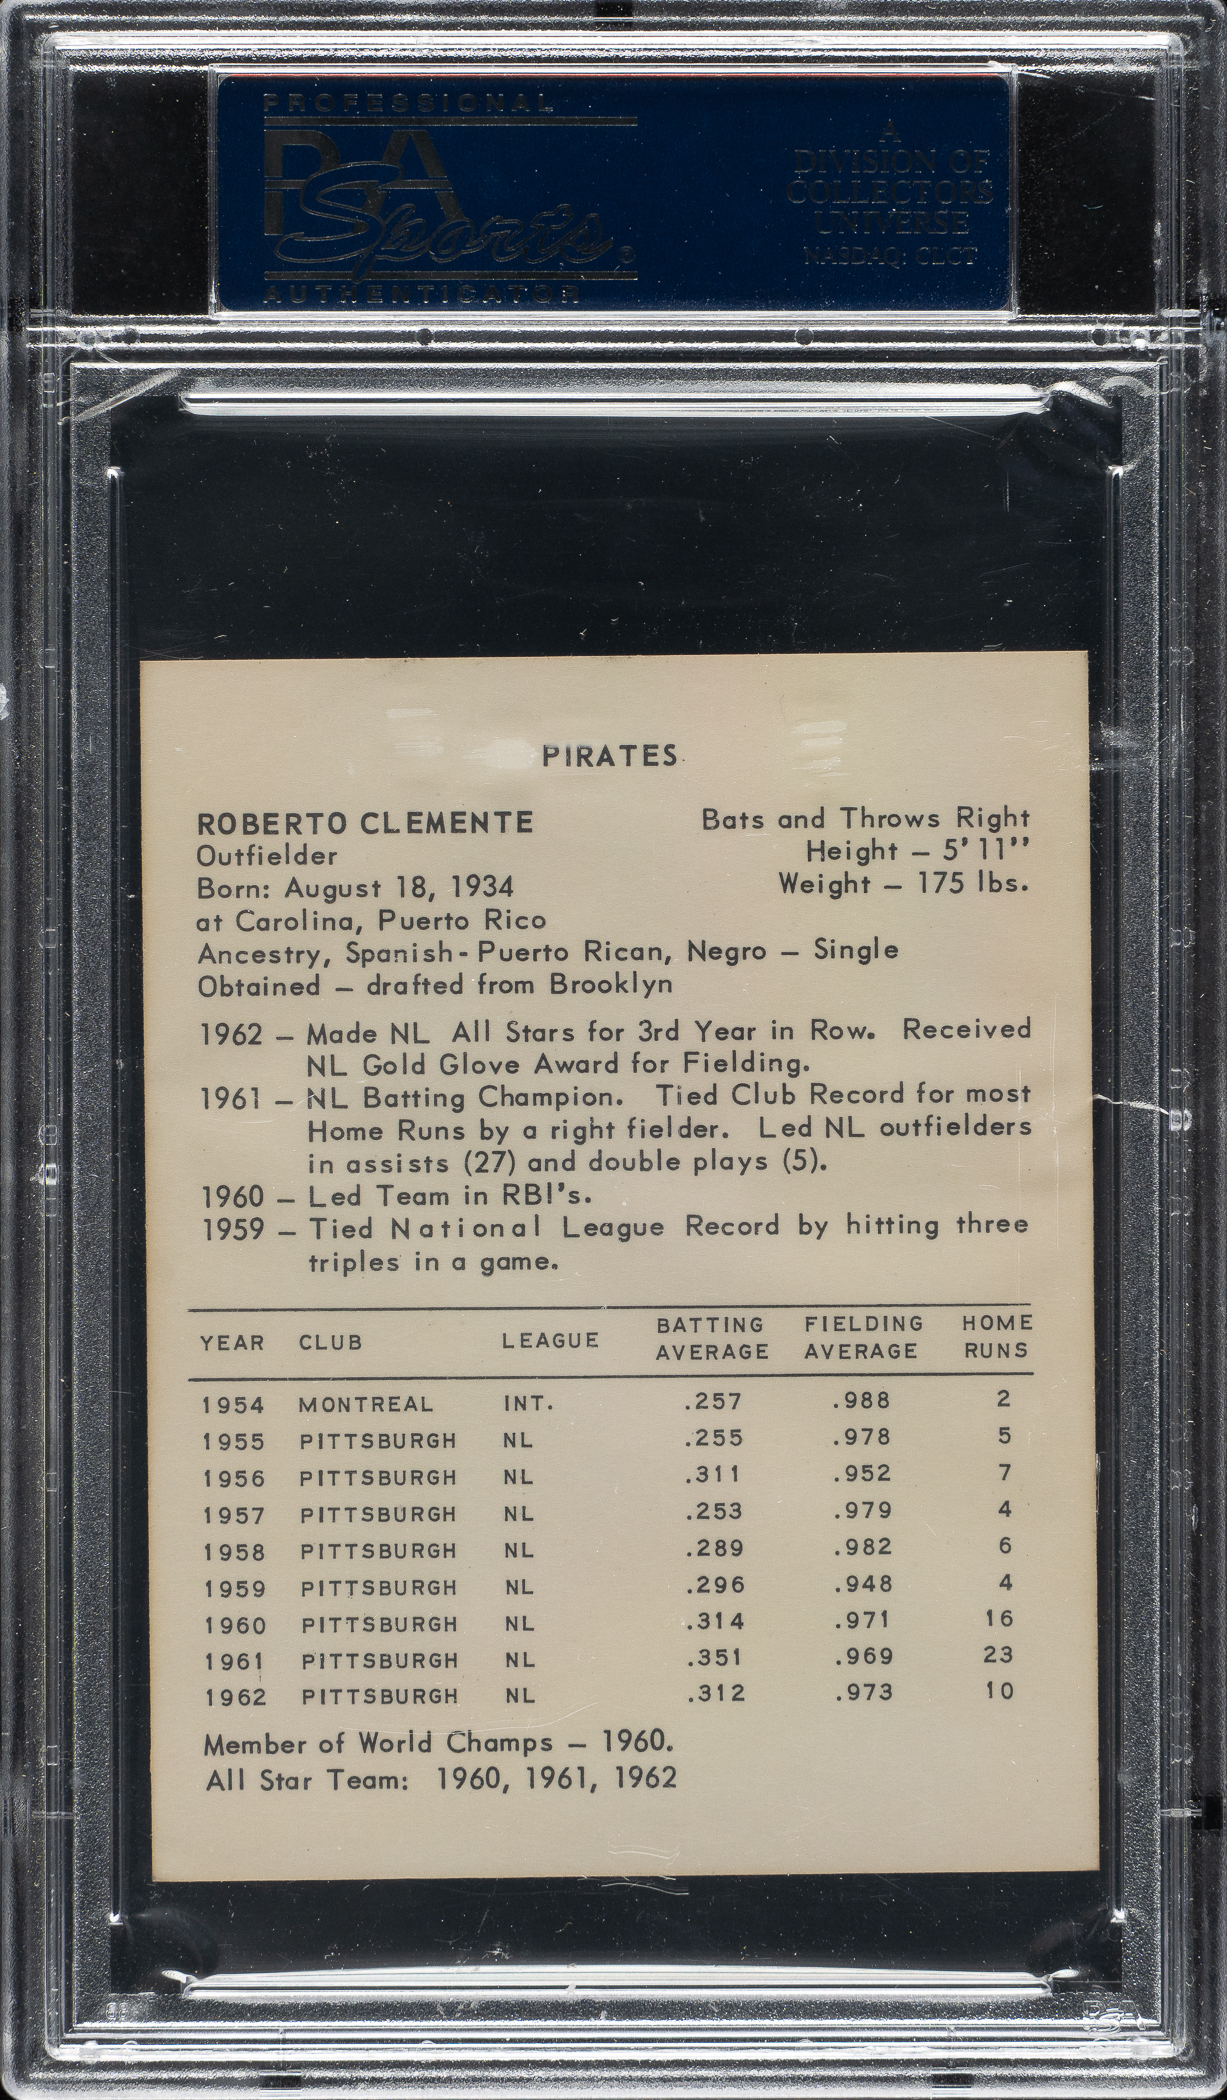 PROFESSIONAL
PSA
Sports®
AUTHENTICATOR
A
DIVISION OF
COLLECTORS
UNIVERSE
NASDAQ: CLCT
PIRATES
ROBERTO CLEMENTE Bats and Throws Right
Outfielder Height – 5' 11''
Born: August 18, 1934 Weight – 175 lbs.
at Carolina, Puerto Rico
Ancestry, Spanish-Puerto Rican, Negro – Single
Obtained – drafted from Brooklyn
1962 – Made NL All Stars for 3rd Year in Row. Received
NL Gold Glove Award for Fielding.
1961 – NL Batting Champion. Tied Club Record for most
Home Runs by a right fielder. Led NL outfielders
in assists (27) and double plays (5).
1960 – Led Team in RBI's.
1959 – Tied National League Record by hitting three
triples in a game.
YEAR CLUB LEAGUE BATTING AVERAGE FIELDING AVERAGE HOME RUNS
1954 MONTREAL INT. .257 .988 2
1955 PITTSBURGH NL .255 .978 5
1956 PITTSBURGH NL .311 .952 7
1957 PITTSBURGH NL .253 .979 4
1958 PITTSBURGH NL .289 .982 6
1959 PITTSBURGH NL .296 .948 4
1960 PITTSBURGH NL .314 .971 16
1961 PITTSBURGH NL .351 .969 23
1962 PITTSBURGH NL .312 .973 10
Member of World Champs – 1960.
All Star Team: 1960, 1961, 1962
PSA